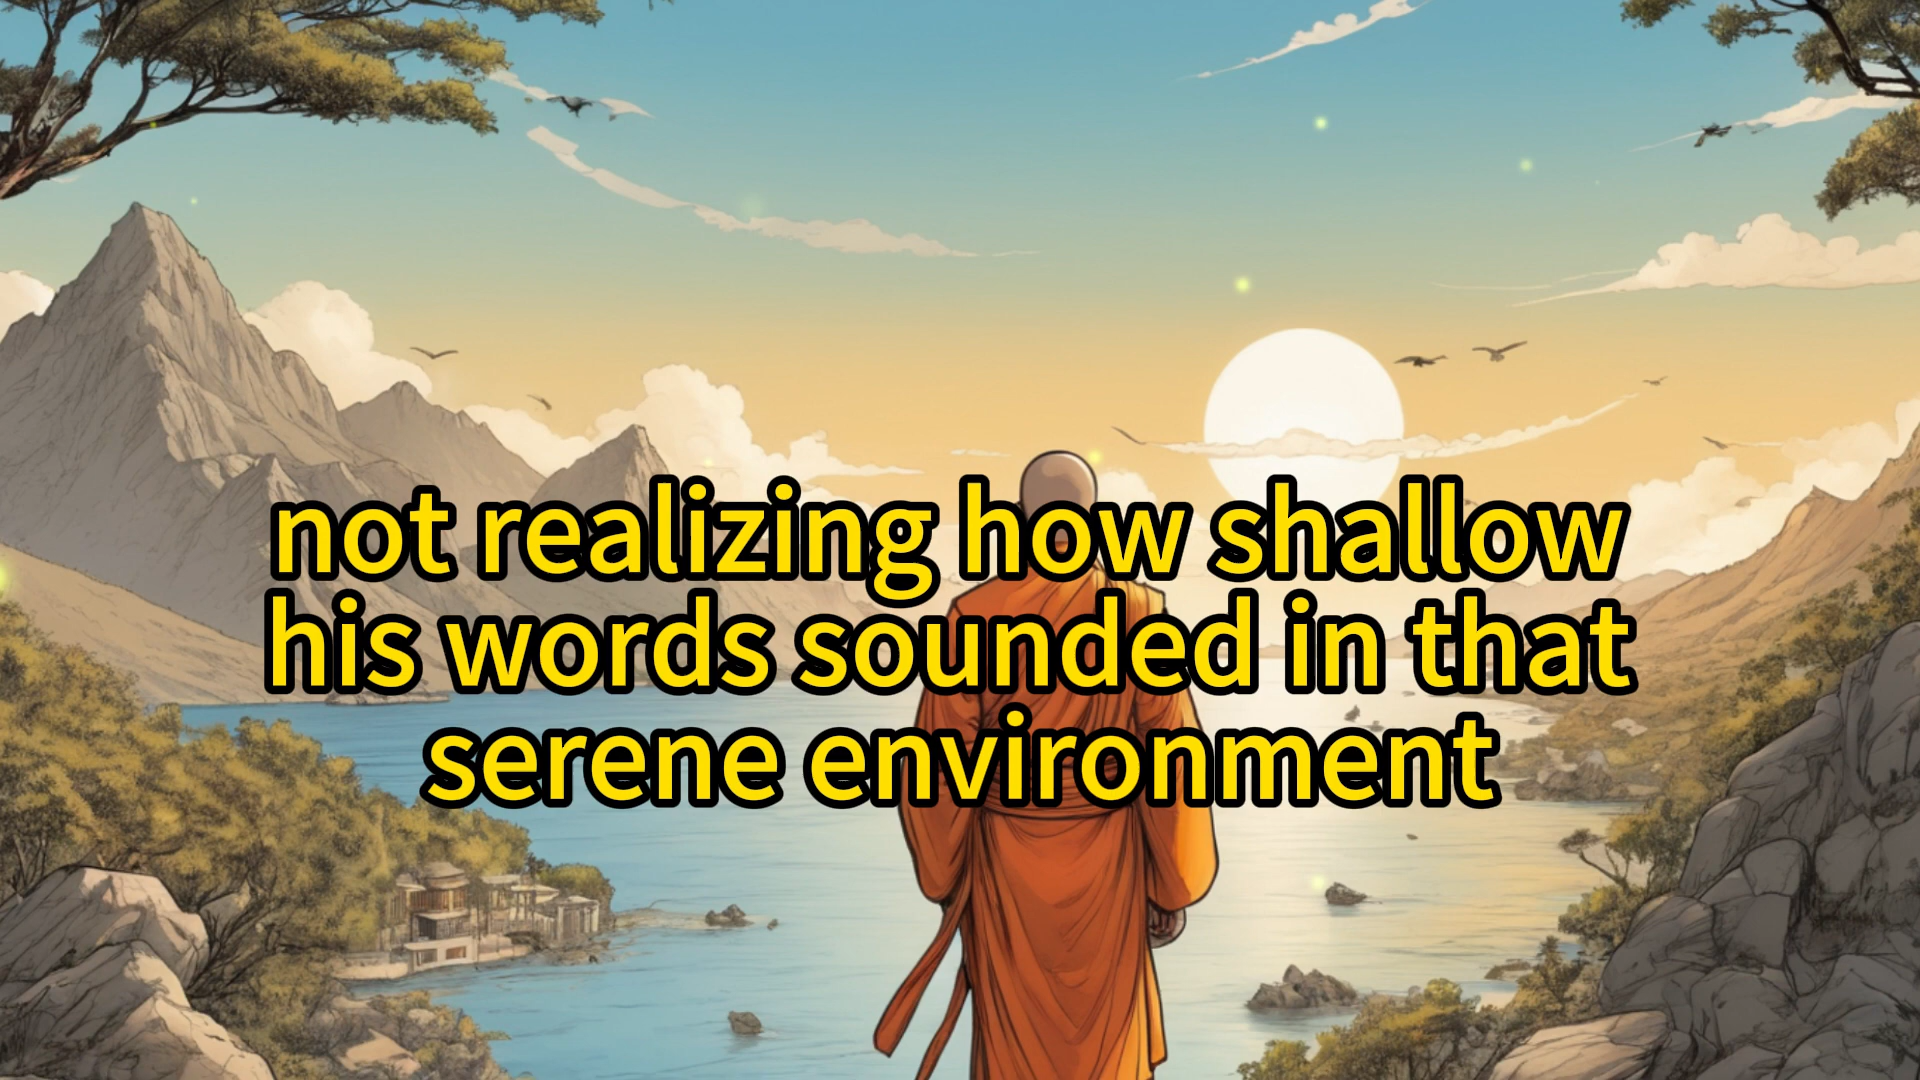 not realizing how shallow
his words sounded in that
serene environment